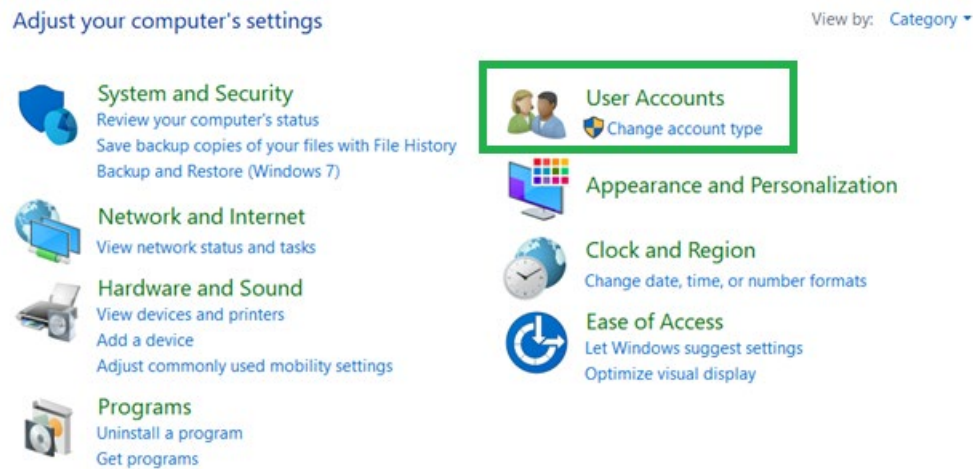 Adjust your computer's settings
View by: Category
System and Security
Review your computer's status
Save backup copies of your files with File History
Backup and Restore (Windows 7)
Network and Internet
View network status and tasks
Hardware and Sound
View devices and printers
Add a device
Adjust commonly used mobility settings
Programs
Uninstall a program
Get programs
User Accounts
Change account type
Appearance and Personalization
Clock and Region
Change date, time, or number formats
Ease of Access
Let Windows suggest settings
Optimize visual display